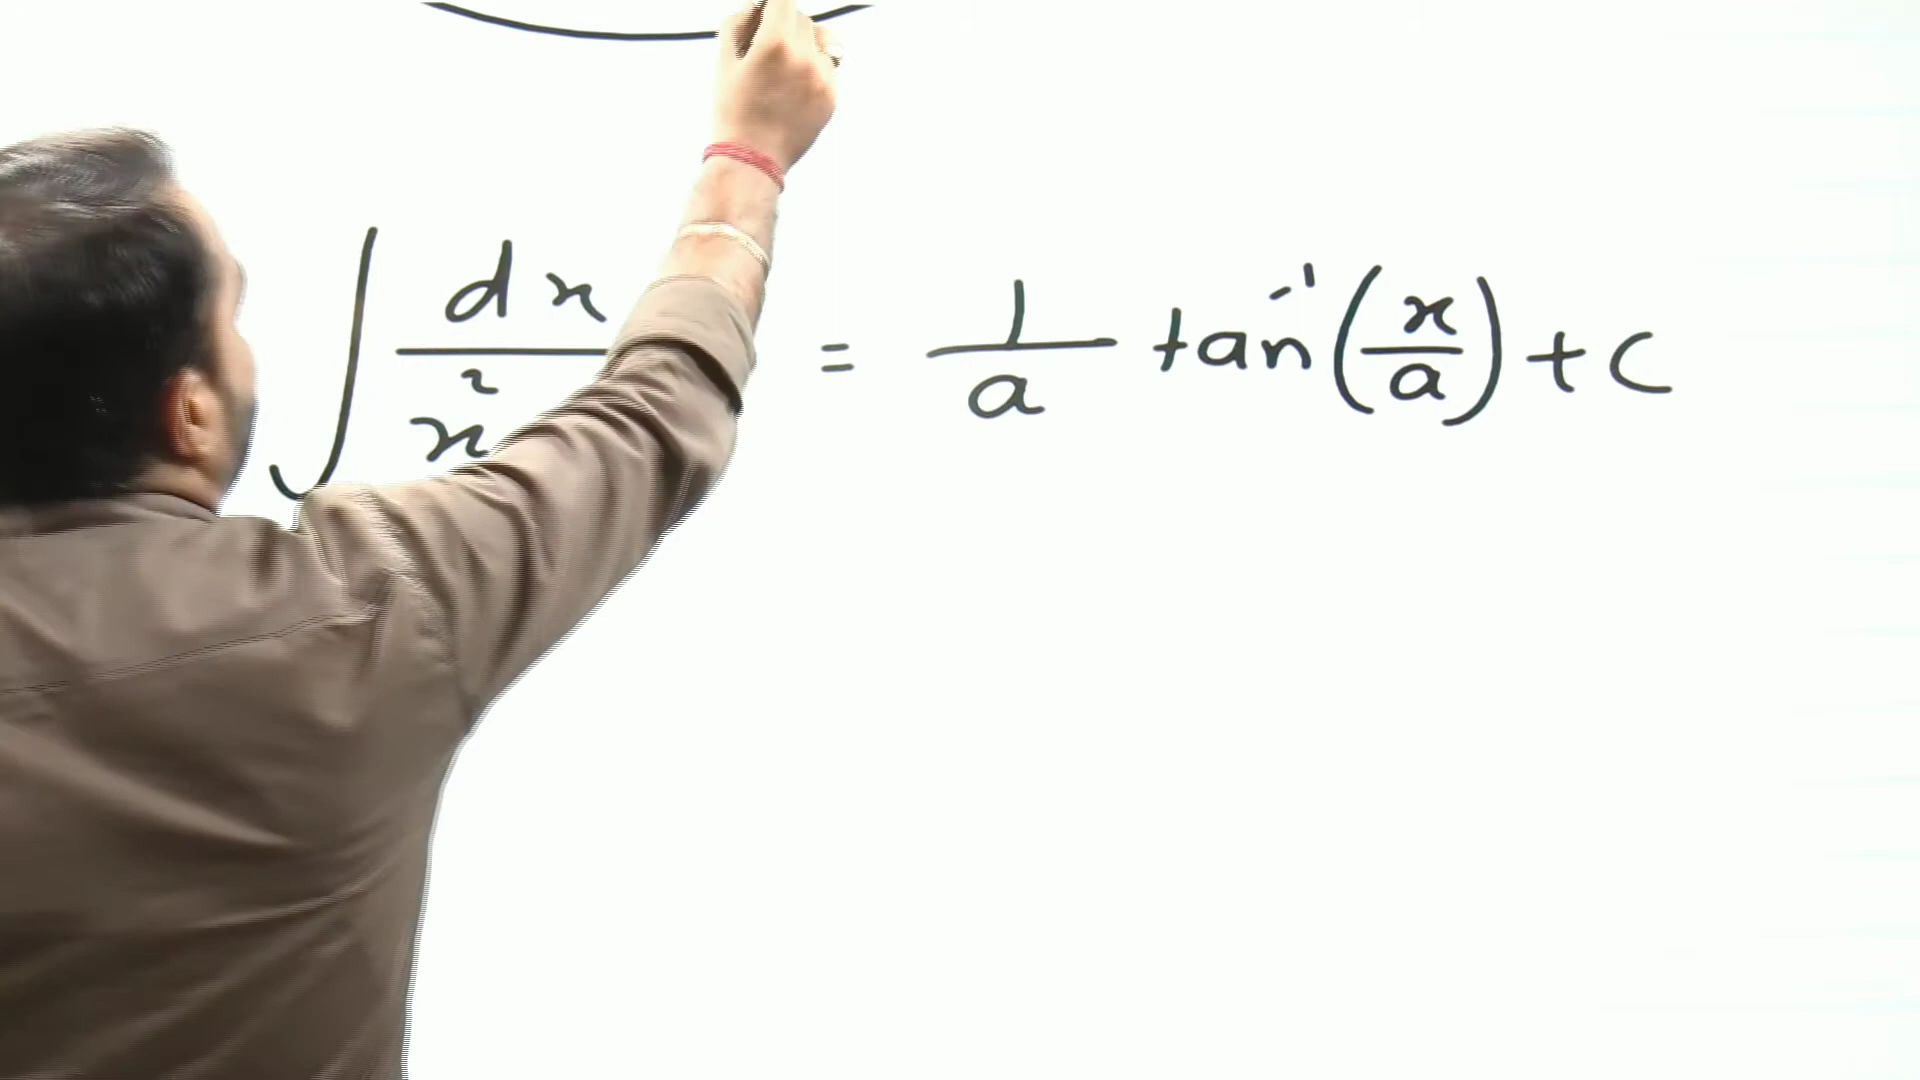 ∫ dx / x² = 1/a tan⁻¹(x/a) + C